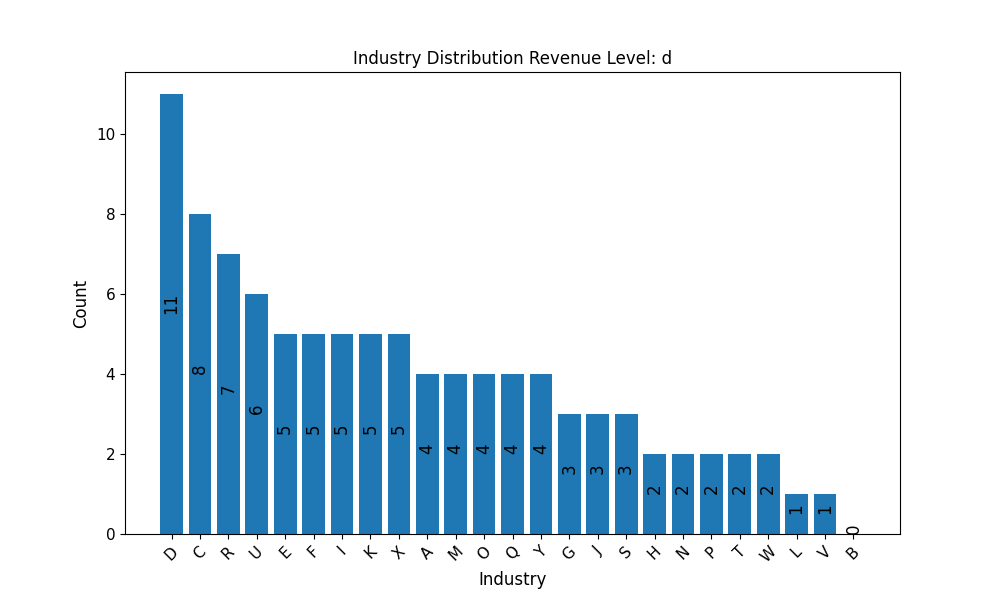 Industry Distribution Revenue Level: d
Count
10
8
6
4
2
0
11 8 7 6 5 5 5 5 5 4 4 4 4 4 3 3 3 2 2 2 2 2 1 1 0
D C R U E F I K X A M O Q Y G J S H N P T W L V B
Industry